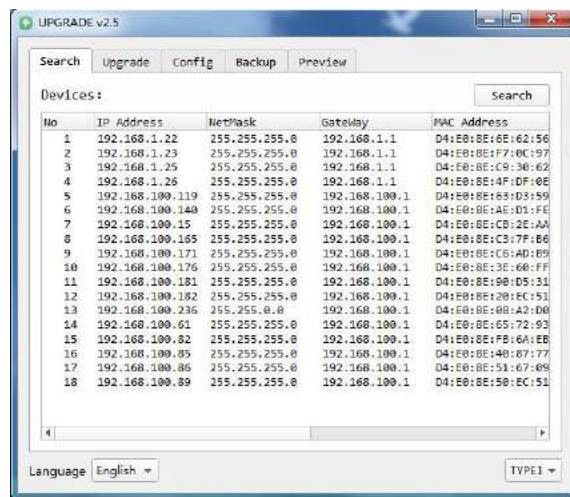 UPGRADE v2.5
Search Upgrade Config Backup Preview
Devices: Search
No IP Address NetMask GateWay MAC Address
1 192.168.1.22 255.255.255.0 192.168.1.1 D4:E0:8E:6E:62:56
2 192.168.1.23 255.255.255.0 192.168.1.1 D4:E0:8E:F7:0C:97
3 192.168.1.25 255.255.255.0 192.168.1.1 D4:E0:8E:C9:30:62
4 192.168.1.26 255.255.255.0 192.168.1.1 D4:E0:8E:4F:DF:0E
5 192.168.100.119 255.255.255.0 192.168.100.1 D4:E0:8E:63:D3:59
6 192.168.100.140 255.255.255.0 192.168.100.1 D4:E0:8E:AE:D1:FE
7 192.168.100.15 255.255.255.0 192.168.100.1 D4:E0:8E:CB:2E:AA
8 192.168.100.165 255.255.255.0 192.168.100.1 D4:E0:8E:C3:7F:B6
9 192.168.100.171 255.255.255.0 192.168.100.1 D4:E0:8E:C6:AD:B9
10 192.168.100.176 255.255.255.0 192.168.100.1 D4:E0:8E:3E:60:FF
11 192.168.100.181 255.255.255.0 192.168.100.1 D4:E0:8E:90:D5:31
12 192.168.100.182 255.255.255.0 192.168.100.1 D4:E0:8E:20:EC:51
13 192.168.100.236 255.255.0.0 192.168.100.1 D4:E0:8E:0B:A2:D0
14 192.168.100.61 255.255.255.0 192.168.100.1 D4:E0:8E:65:72:93
15 192.168.100.82 255.255.255.0 192.168.100.1 D4:E0:8E:FB:6A:EB
16 192.168.100.85 255.255.255.0 192.168.100.1 D4:E0:8E:40:87:77
17 192.168.100.86 255.255.255.0 192.168.100.1 D4:E0:8E:51:67:09
18 192.168.100.89 255.255.255.0 192.168.100.1 D4:E0:8E:50:EC:51
Language English TYPE1